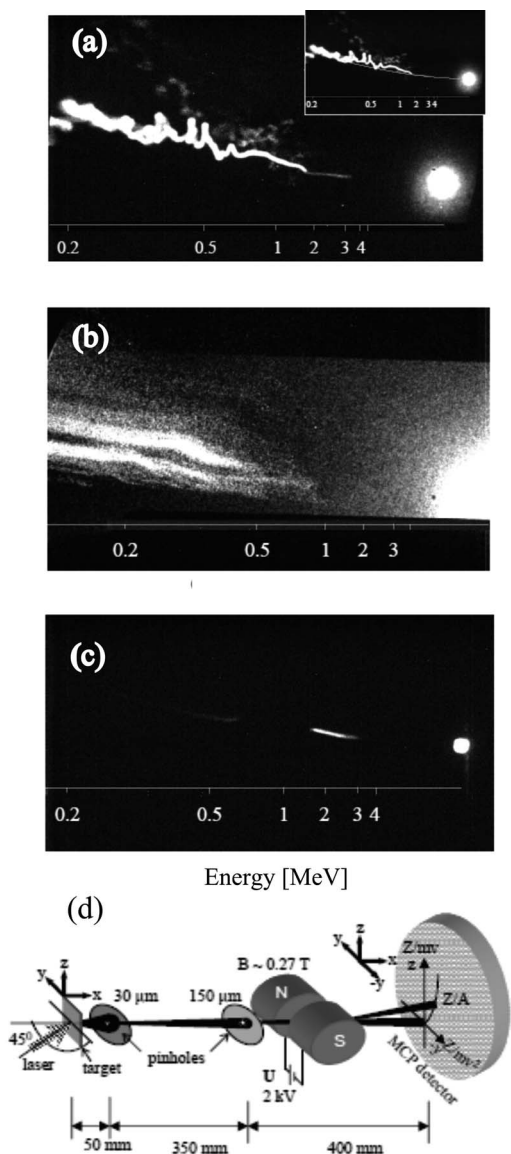 (a)
0.2 0.5 1 2 3 4
0.2 0.5 1 2 3 4
(b)
0.2 0.5 1 2 3
(c)
0.2 0.5 1 2 3 4
Energy [MeV]
(d)
B ~ 0.27 T
z
y
x
30 µm
150 µm
N
S
z
y
x
-y
Z/mv
z
Z/A
-y
Z/mv²
MCP detector
45°
laser
target
pinholes
U
2 kV
50 mm
350 mm
400 mm